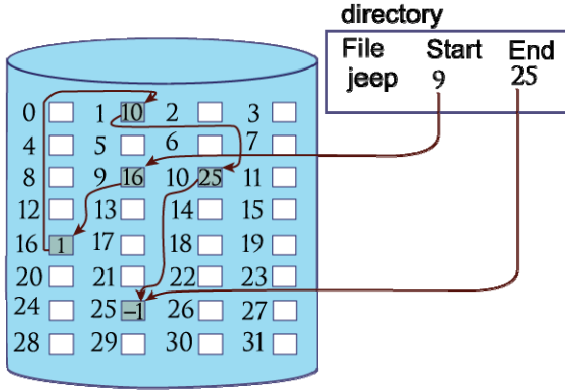 directory
File Start End
jeep 9 25
0 1 10 2 3
4 5 6 7
8 9 16 10 25 11
12 13 14 15
16 1 17 18 19
20 21 22 23
24 25 –1 26 27
28 29 30 31